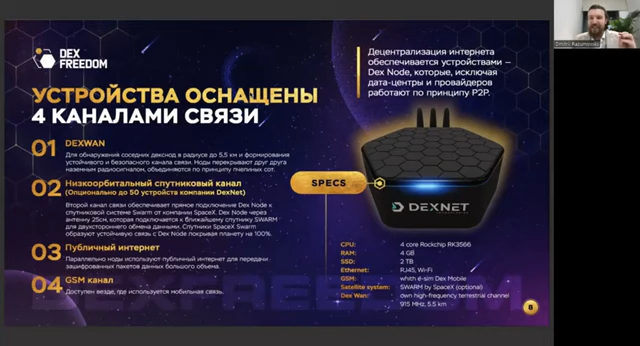 DEX
FREEDOM
УСТРОЙСТВА ОСНАЩЕНЫ
4 КАНАЛАМИ СВЯЗИ
Децентрализация интернета
обеспечивается устройствами –
Dex Node, которые, исключая
дата-центры и провайдеров
работают по принципу P2P.
01 DEXWAN
Для обнаружения соседних дексход в радиусе до 5,5 км и формирования
устойчивого и безопасного канала связи. Ноды перекрывают друг друга
наземным радиосигналом, объединяются по принципу пчелиных сот.
02 Низкоорбитальный спутниковый канал
(Опционально до 50 устройств компании DexNet)
Второй канал связи обеспечивает прямое подключение Dex Node к
спутниковой системе Swarm от компании SpaceX. Dex Node через
антенну 25см, которая подключается к ближайшему спутнику SWARM
для двухстороннего обмена данными. Спутники SpaceX Swarm
образуют устойчивую связь с Dex Node покрывая планету на 100%.
03 Публичный интернет
Параллельно ноды используют публичный интернет для передачи
зашифрованных пакетов данных большого объема.
04 GSM канал
Доступен везде, где используется мобильная связь.
SPECS
DEXNET
CPU: 4 core Rockchip RK3566
RAM: 4 GB
SSD: 2 TB
Ethernet: RJ45, Wi-Fi
GSM: whith e-sim Dex Mobile
Satellite system: SWARM by SpaceX (optional)
Dex Wan: own high-frequency terrestrial channel
915 MHz, 5.5 km
8